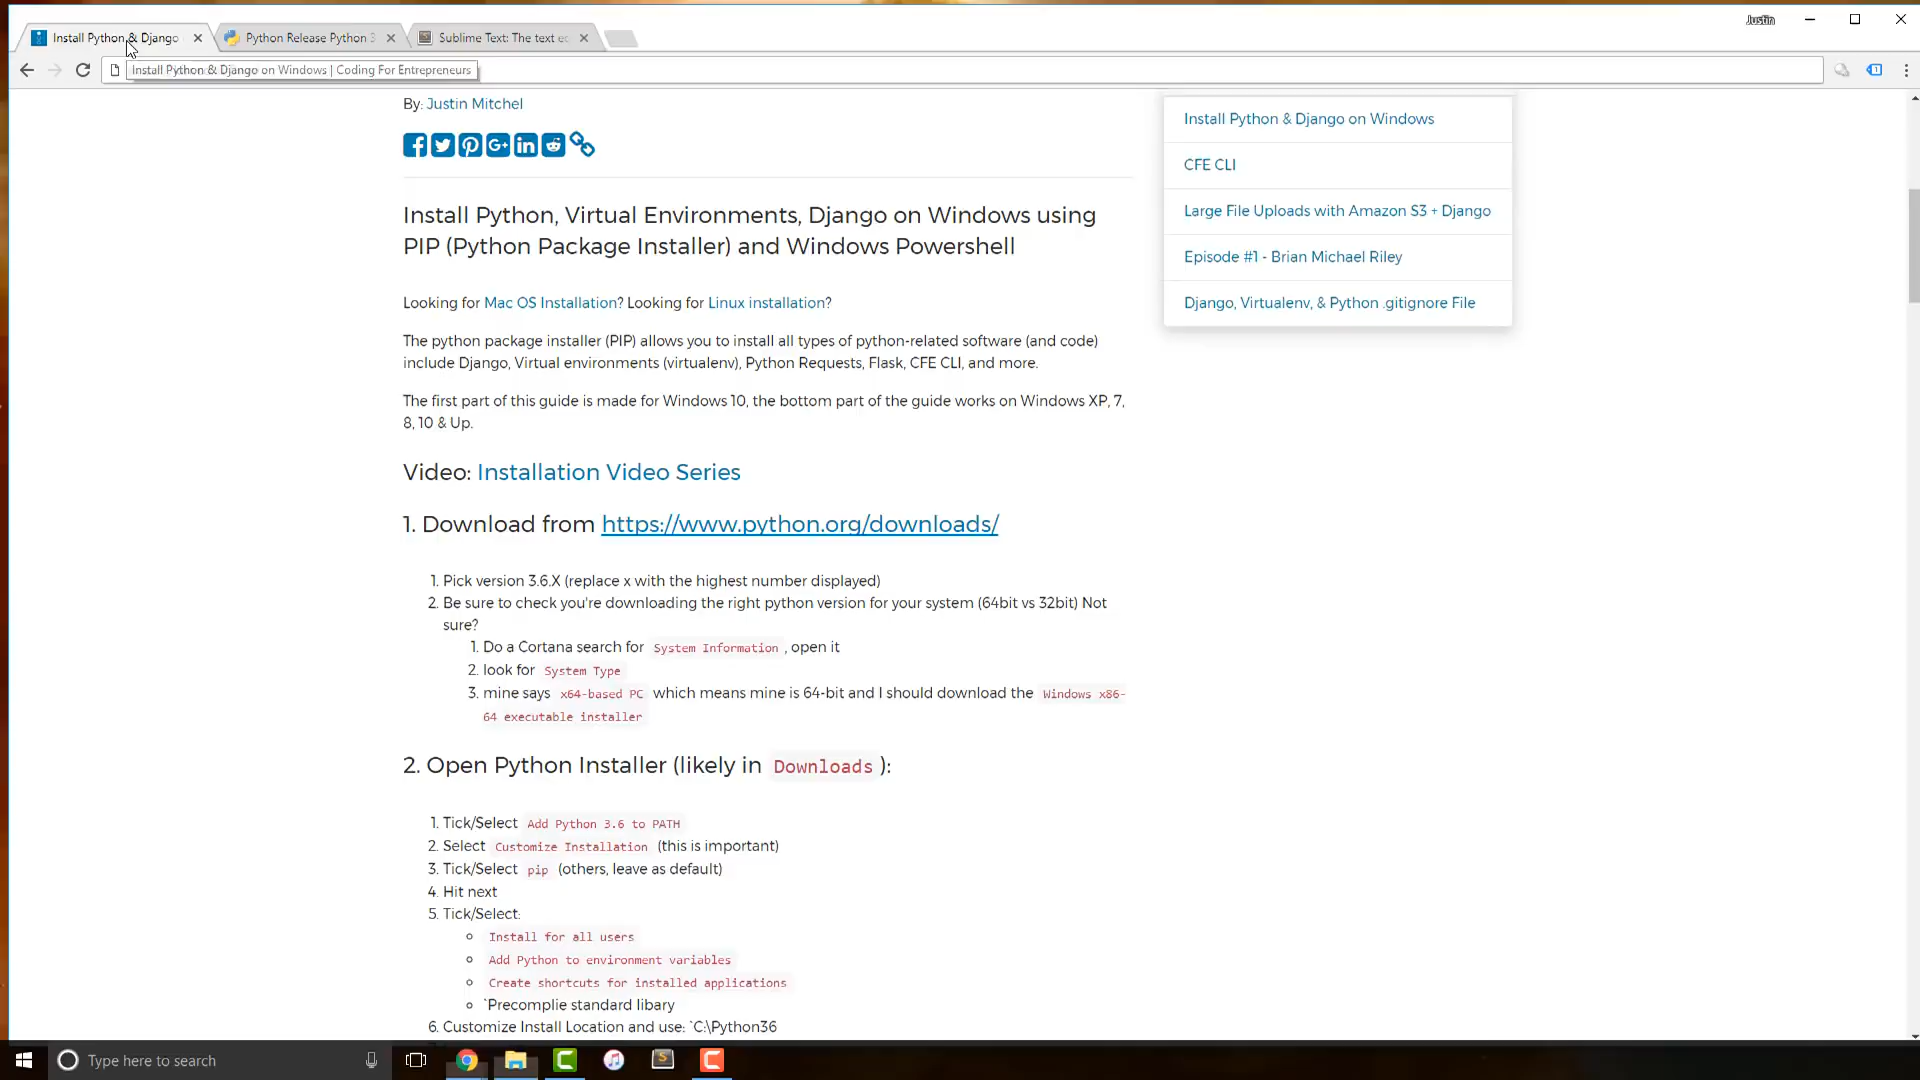 Justin
Install Python & Django
Python Release Python 3
Sublime Text: The text ed
Install Python & Django on Windows | Coding For Entrepreneurs
By: Justin Mitchel
Install Python, Virtual Environments, Django on Windows using
PIP (Python Package Installer) and Windows Powershell
Looking for Mac OS Installation? Looking for Linux installation?
The python package installer (PIP) allows you to install all types of python-related software (and code)
include Django, Virtual environments (virtualenv), Python Requests, Flask, CFE CLI, and more.
The first part of this guide is made for Windows 10, the bottom part of the guide works on Windows XP, 7,
8, 10 & Up.
Video: Installation Video Series
1. Download from https://www.python.org/downloads/
1. Pick version 3.6.X (replace x with the highest number displayed)
2. Be sure to check you're downloading the right python version for your system (64bit vs 32bit) Not
sure?
1. Do a Cortana search for System Information , open it
2. look for System Type
3. mine says x64-based PC which means mine is 64-bit and I should download the Windows x86-
64 executable installer
2. Open Python Installer (likely in Downloads ):
1. Tick/Select Add Python 3.6 to PATH
2. Select Customize Installation (this is important)
3. Tick/Select pip (others, leave as default)
4. Hit next
5. Tick/Select:
Install for all users
Add Python to environment variables
Create shortcuts for installed applications
`Precomplie standard libary
6. Customize Install Location and use: `C:\Python36
Install Python & Django on Windows
CFE CLI
Large File Uploads with Amazon S3 + Django
Episode #1 - Brian Michael Riley
Django, Virtualenv, & Python .gitignore File
Type here to search